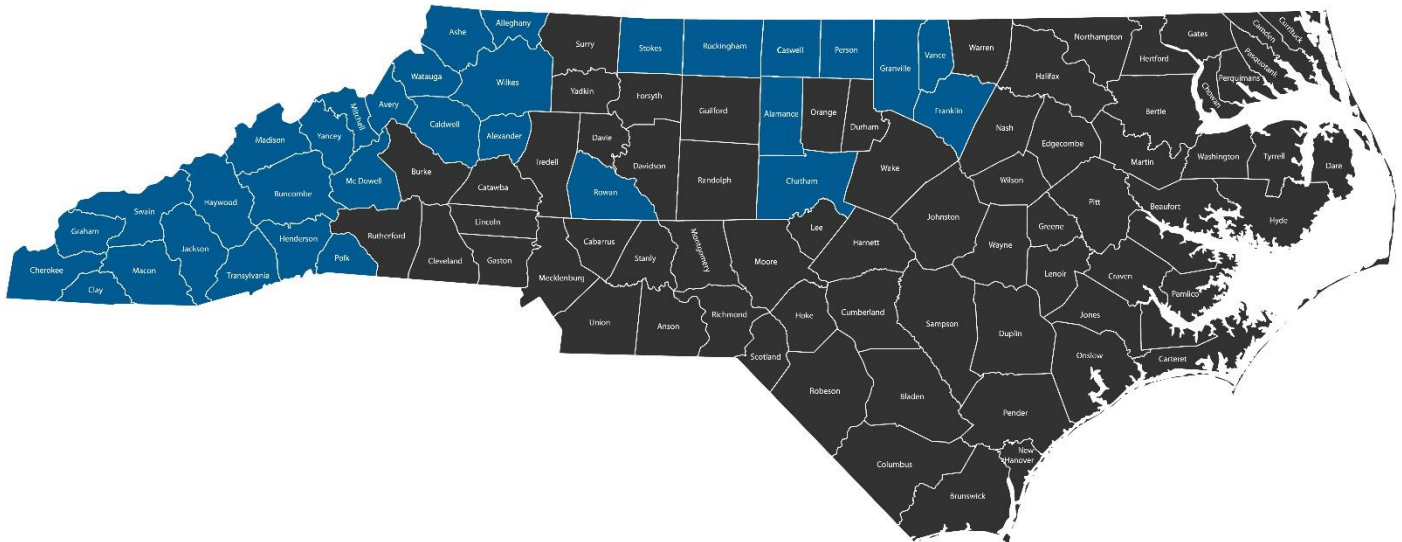 Ashe
Alleghany
Surry
Stokes
Rockingham
Caswell
Person
Granville
Vance
Warren
Northampton
Gates
Camden
Currituck
Pasquotank
Perquimans
Chowan
Hertford
Halifax
Bertie
Watauga
Wilkes
Yadkin
Forsyth
Guilford
Alamance
Orange
Durham
Franklin
Nash
Edgecombe
Martin
Washington
Tyrrell
Dare
Mitchell
Avery
Madison
Yancey
Caldwell
Alexander
Iredell
Davie
Davidson
Randolph
Chatham
Wake
Wilson
Pitt
Beaufort
Hyde
Mc Dowell
Burke
Catawba
Rowan
Buncombe
Haywood
Swain
Graham
Jackson
Henderson
Polk
Rutherford
Cleveland
Lincoln
Gaston
Cabarrus
Stanly
Montgomery
Moore
Lee
Harnett
Johnston
Wayne
Greene
Lenoir
Craven
Pamlico
Cherokee
Clay
Macon
Transylvania
Mecklenburg
Union
Anson
Richmond
Scotland
Hoke
Cumberland
Sampson
Duplin
Jones
Onslow
Carteret
Robeson
Bladen
Pender
Columbus
New
Hanover
Brunswick